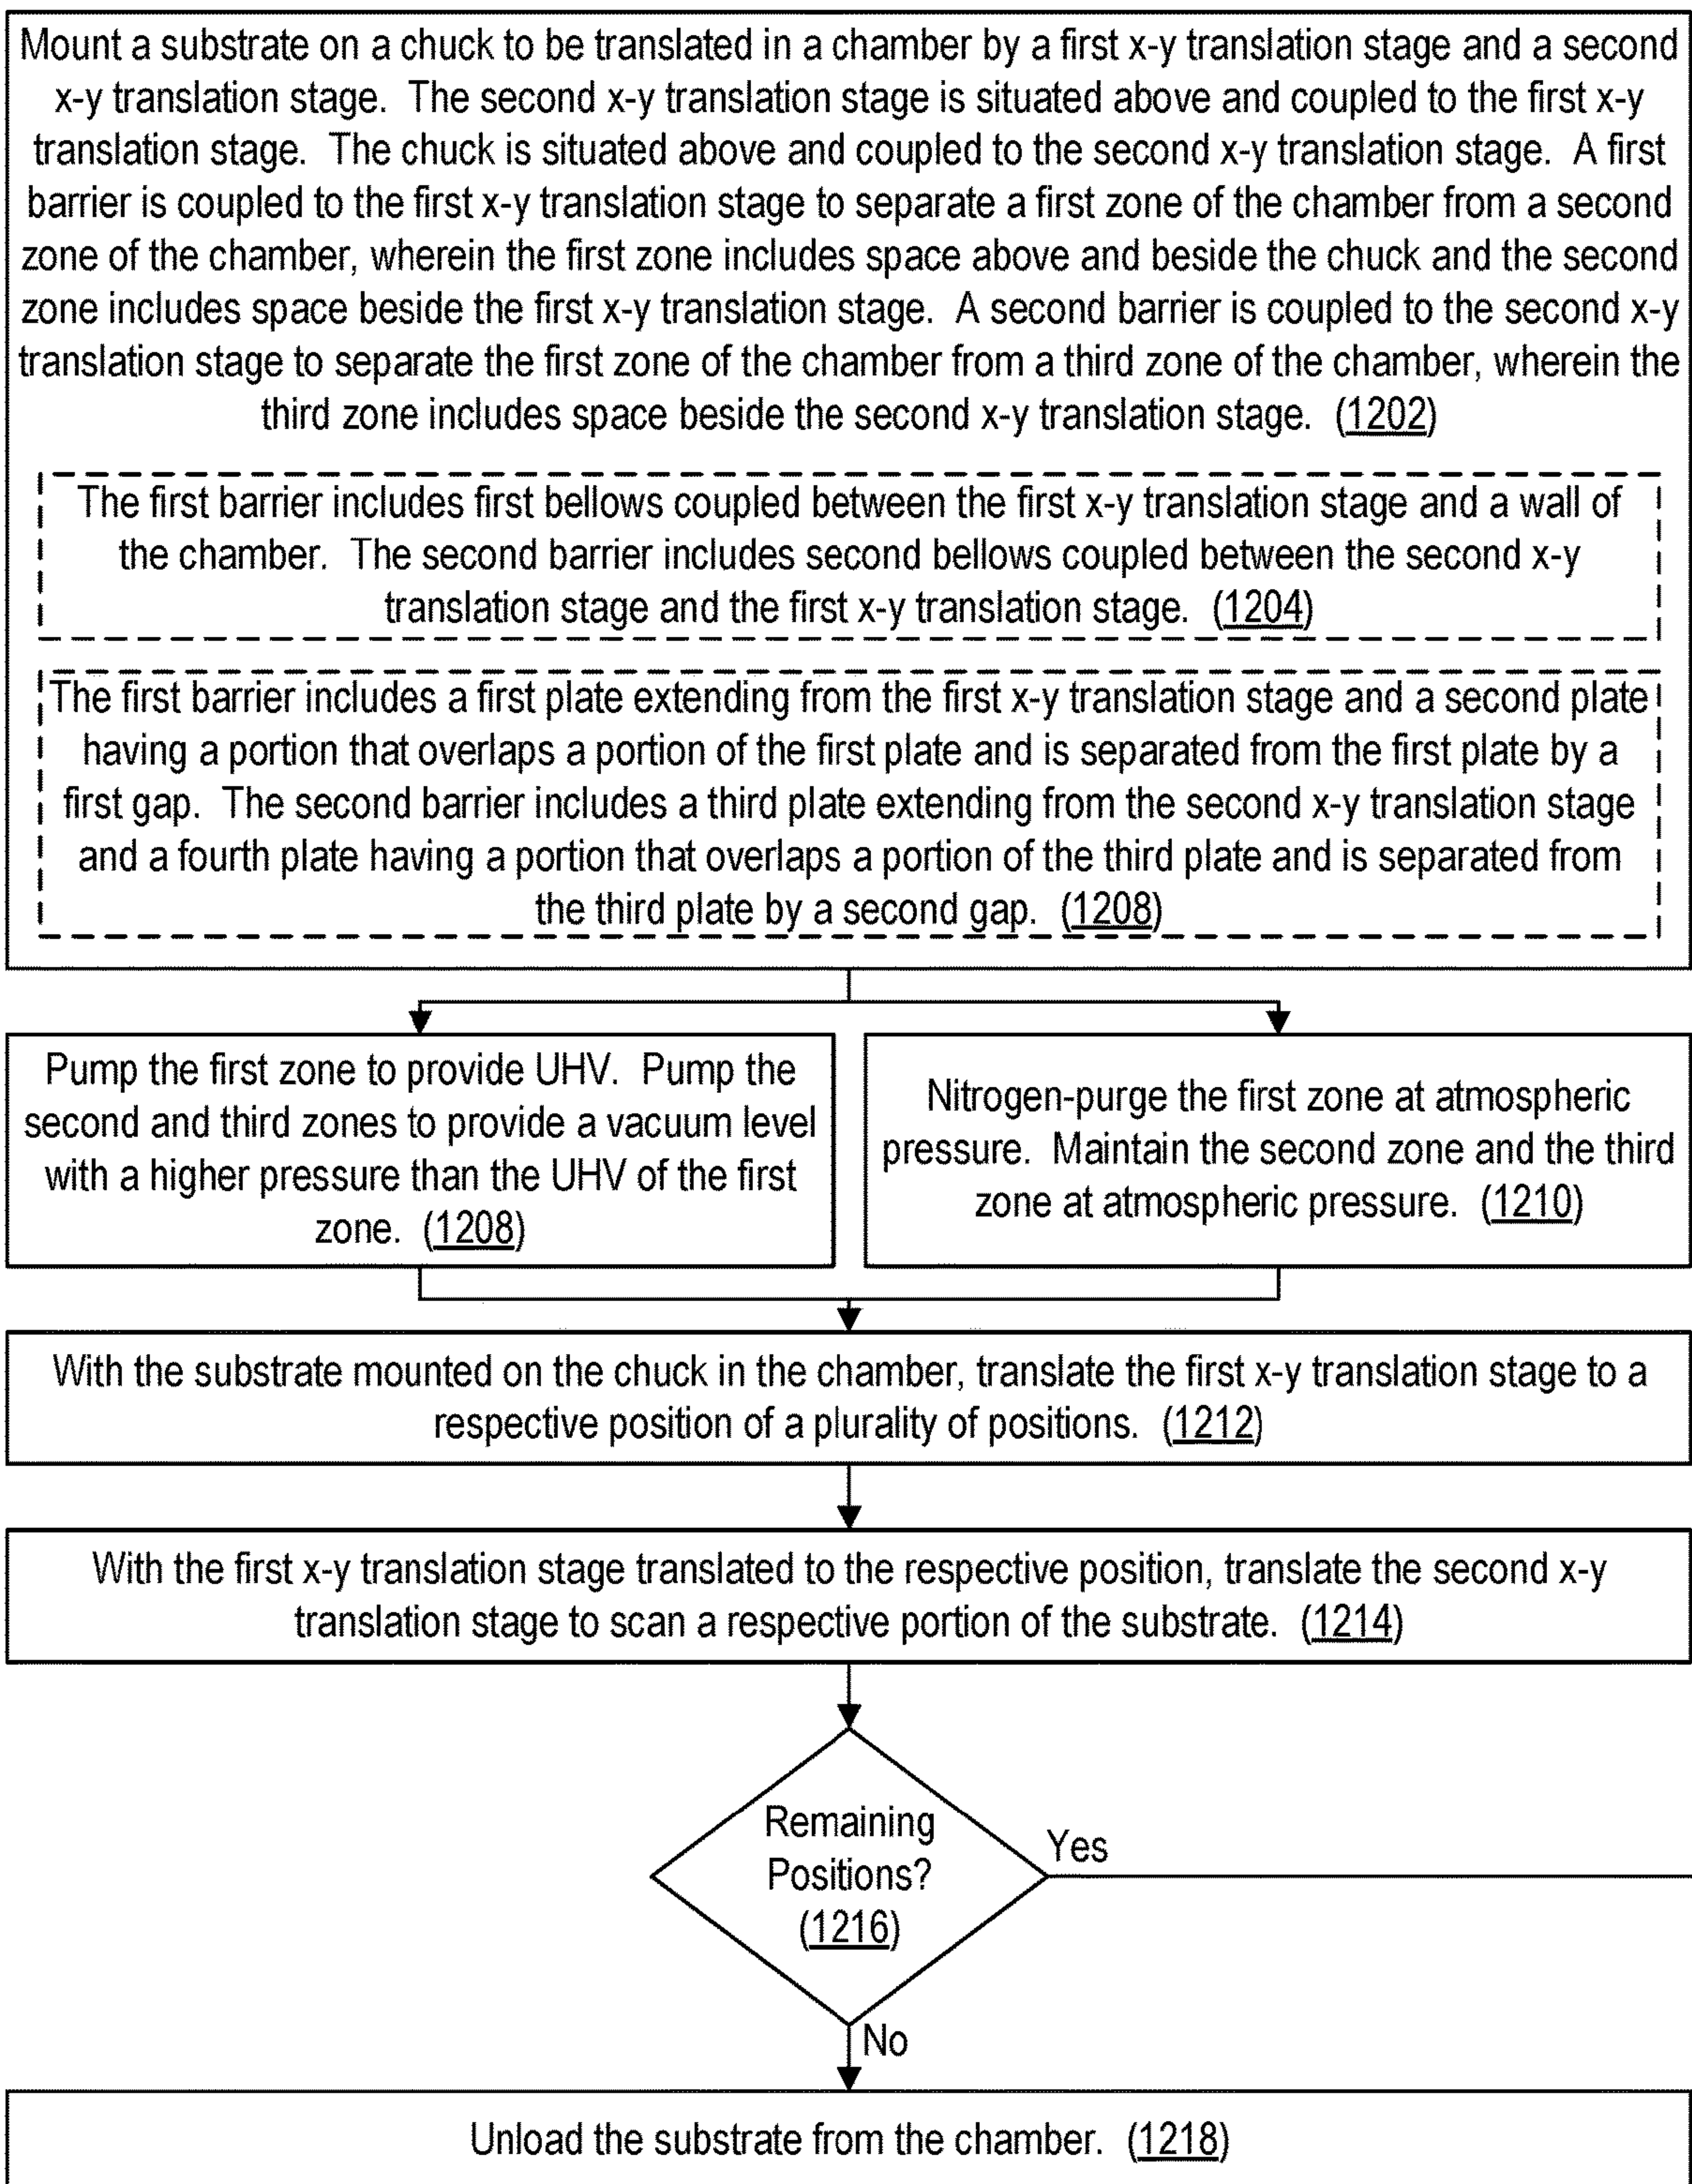 Mount a substrate on a chuck to be translated in a chamber by a first x-y translation stage and a second
x-y translation stage. The second x-y translation stage is situated above and coupled to the first x-y
translation stage. The chuck is situated above and coupled to the second x-y translation stage. A first
barrier is coupled to the first x-y translation stage to separate a first zone of the chamber from a second
zone of the chamber, wherein the first zone includes space above and beside the chuck and the second
zone includes space beside the first x-y translation stage. A second barrier is coupled to the second x-y
translation stage to separate the first zone of the chamber from a third zone of the chamber, wherein the
third zone includes space beside the second x-y translation stage. (1202)
The first barrier includes first bellows coupled between the first x-y translation stage and a wall of
the chamber. The second barrier includes second bellows coupled between the second x-y
translation stage and the first x-y translation stage. (1204)
The first barrier includes a first plate extending from the first x-y translation stage and a second plate
having a portion that overlaps a portion of the first plate and is separated from the first plate by a
first gap. The second barrier includes a third plate extending from the second x-y translation stage
and a fourth plate having a portion that overlaps a portion of the third plate and is separated from
the third plate by a second gap. (1208)
Pump the first zone to provide UHV. Pump the
second and third zones to provide a vacuum level
with a higher pressure than the UHV of the first
zone. (1208)
Nitrogen-purge the first zone at atmospheric
pressure. Maintain the second zone and the third
zone at atmospheric pressure. (1210)
With the substrate mounted on the chuck in the chamber, translate the first x-y translation stage to a
respective position of a plurality of positions. (1212)
With the first x-y translation stage translated to the respective position, translate the second x-y
translation stage to scan a respective portion of the substrate. (1214)
Remaining
Positions?
(1216)
Yes
No
Unload the substrate from the chamber. (1218)